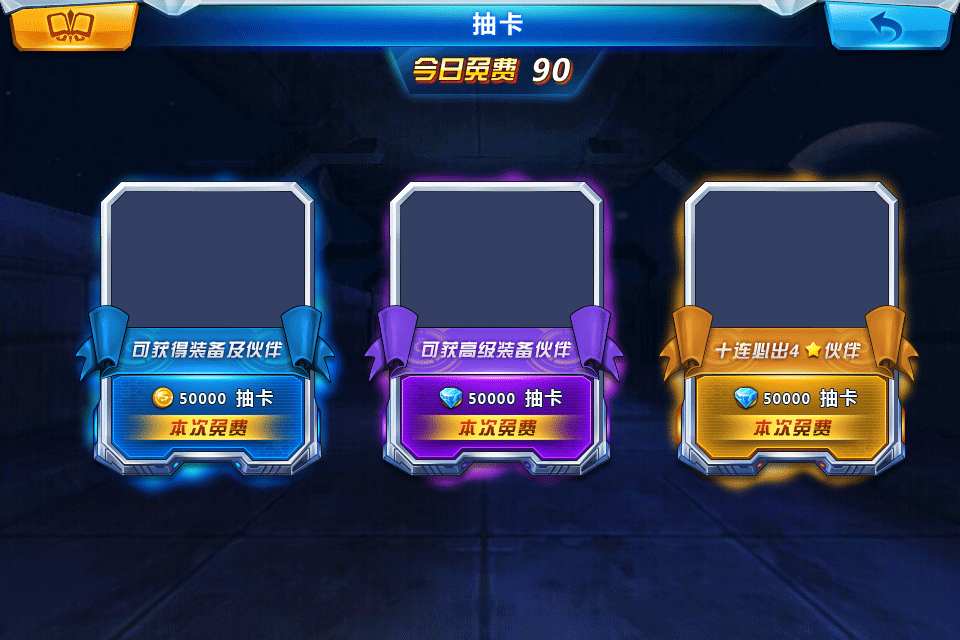 抽卡
今日免费 90
可获得装备及伙伴
50000 抽卡
本次免费
可获高级装备伙伴
50000 抽卡
本次免费
十连必出4⭐伙伴
50000 抽卡
本次免费